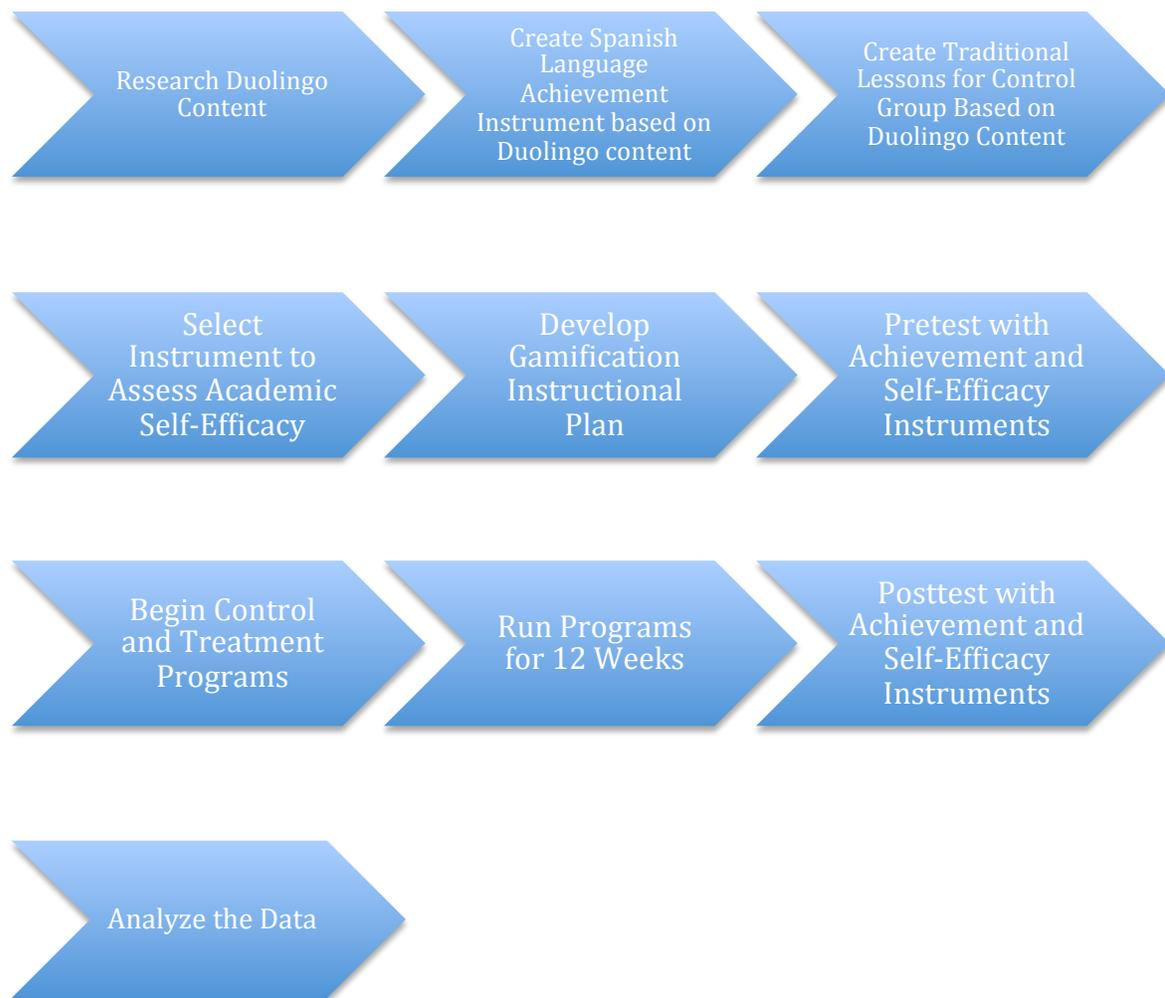 Research Duolingo
Content
Create Spanish
Language
Achievement
Instrument based on
Duolingo content
Create Traditional
Lessons for Control
Group Based on
Duolingo Content
Select
Instrument to
Assess Academic
Self-Efficacy
Develop
Gamification
Instructional
Plan
Pretest with
Achievement and
Self-Efficacy
Instruments
Begin Control
and Treatment
Programs
Run Programs
for 12 Weeks
Posttest with
Achievement and
Self-Efficacy
Instruments
Analyze the Data